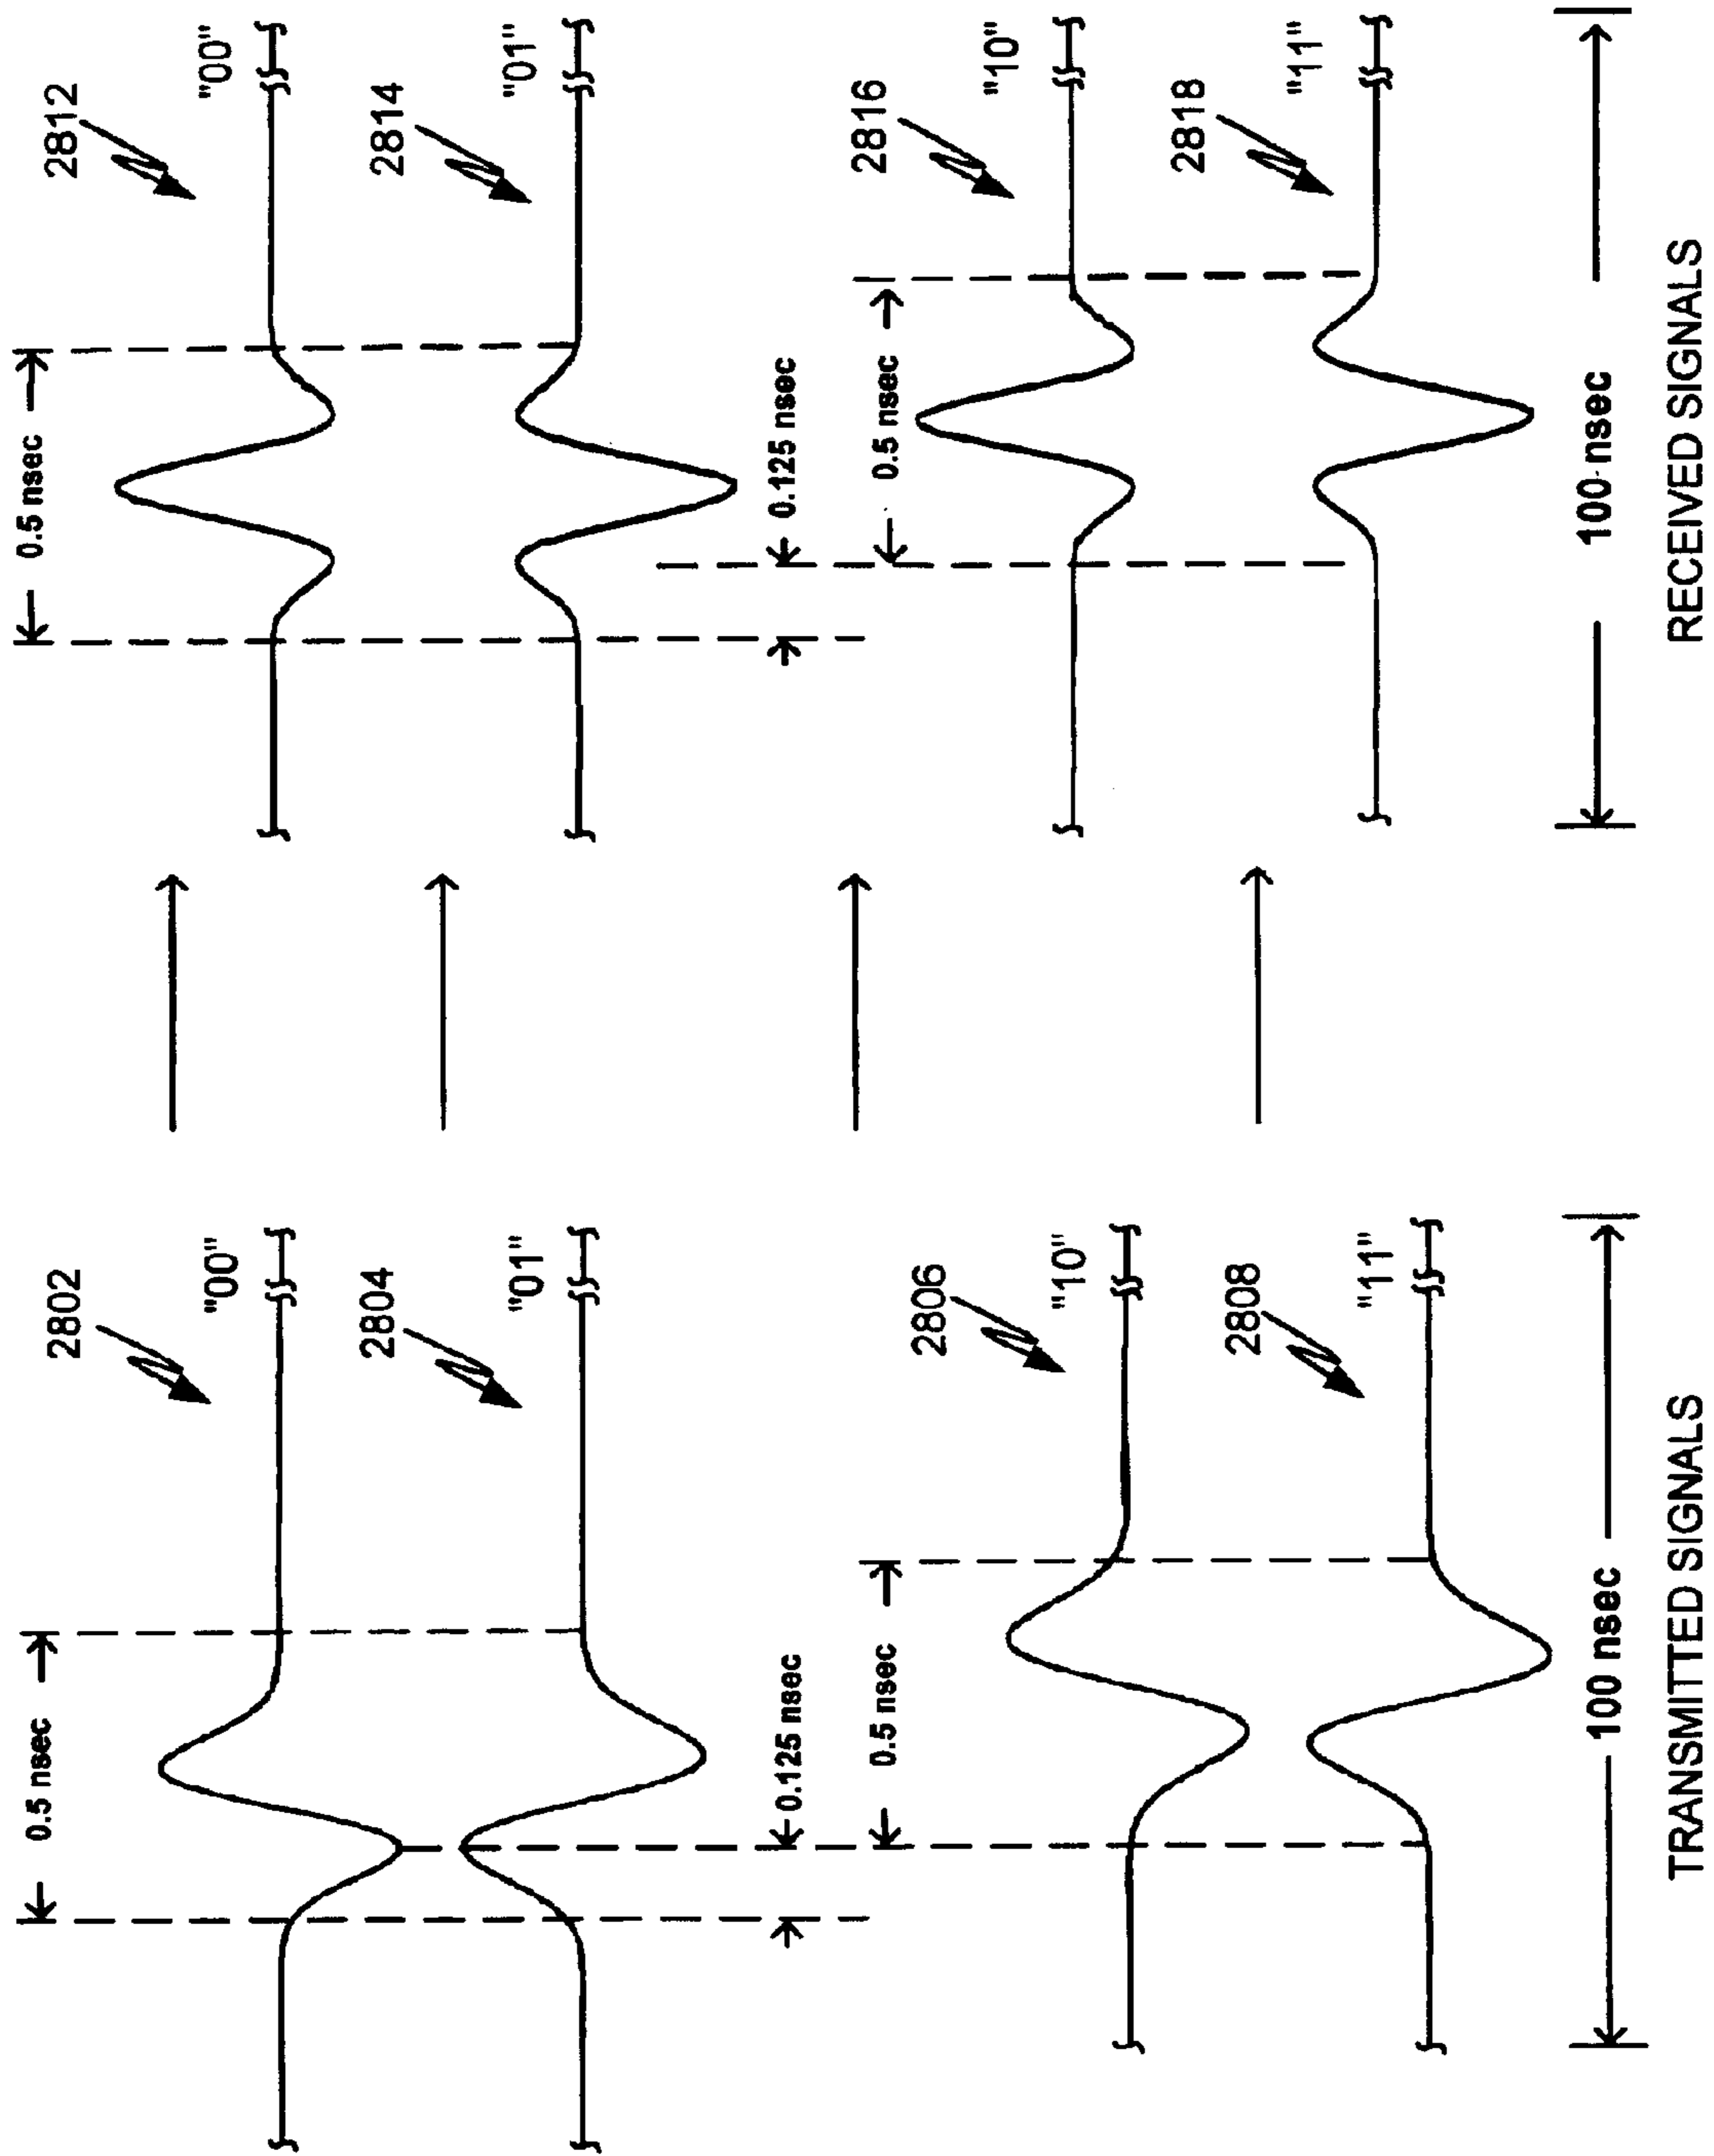 0.5 nsec
2802
"00"
2804
"01"
0.125 nsec
0.5 nsec
2806
"10"
2808
"11"
100 nsec
TRANSMITTED SIGNALS
0.5 nsec
2812
"00"
2814
"01"
0.125 nsec
0.5 nsec
2816
"10"
2818
"11"
100 nsec
RECEIVED SIGNALS